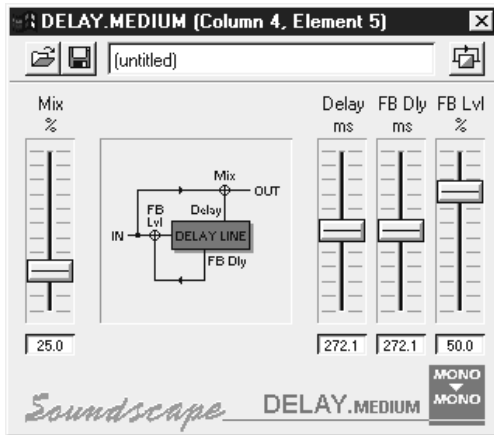 DELAY.MEDIUM (Column 4, Element 5)
(untitled)
Mix
%
Delay
ms
FB Dly
ms
FB Lvl
%
Mix
OUT
FB
Lvl
Delay
IN
DELAY LINE
FB Dly
25.0
272.1
272.1
50.0
Soundscape
DELAY.MEDIUM
MONO
MONO